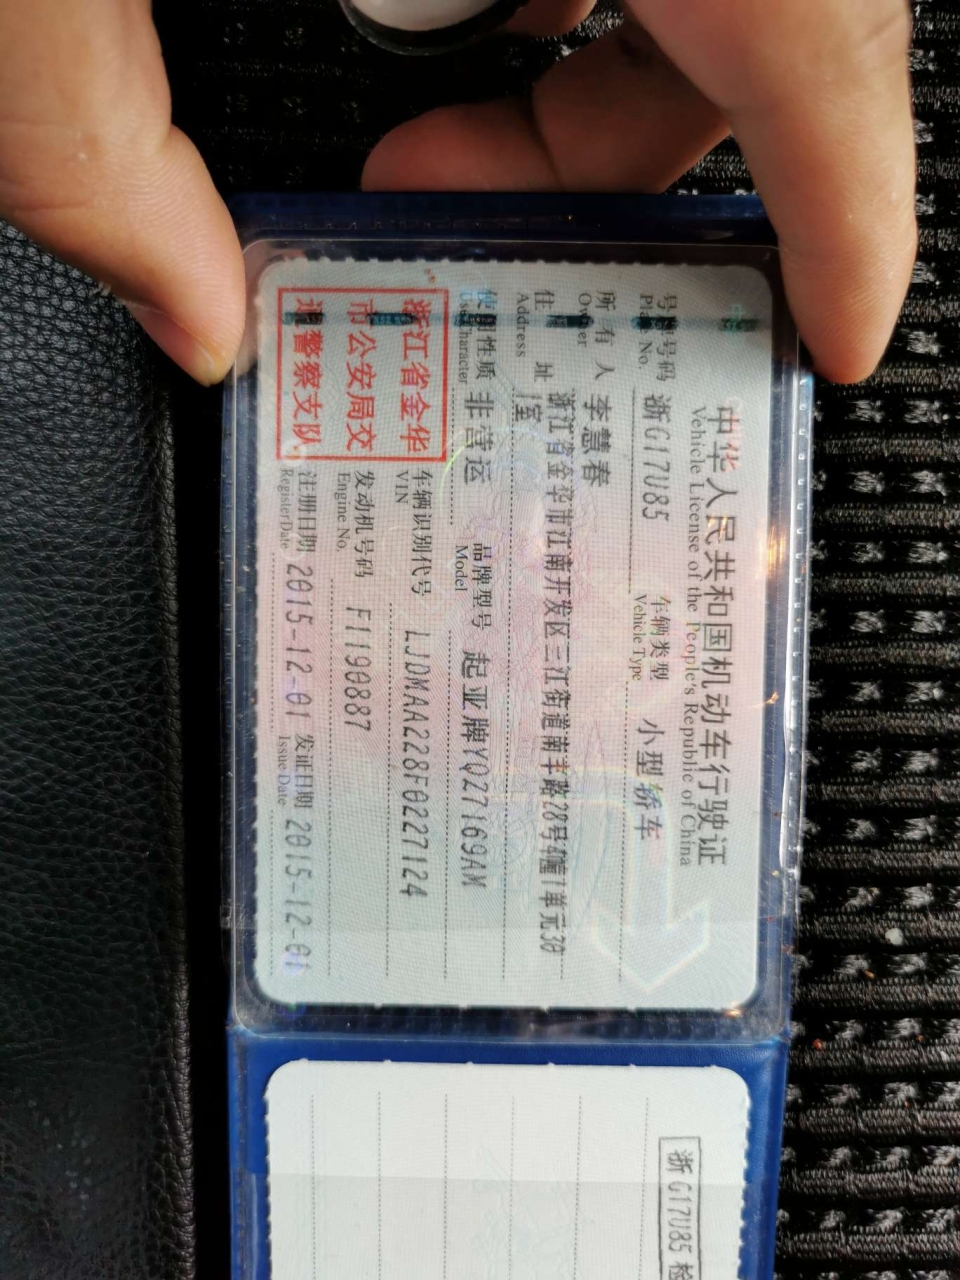 中华人民共和国机动车行驶证
Vehicle License of the People's Republic of China
号牌号码 浙G17U85 车辆类型 小型轿车
Plate No. Vehicle Type
所有人 李慧春
Owner
住址 浙江省金华市江南开发区三江街道南丰路28号4幢1单元30
Address 1室
使用性质 非营运 品牌型号 起亚牌YQZ7169AM
Use Character Model
浙江省金华
市公安局交
通警察支队
车辆识别代号 LJDMAA228F0227124
VIN
发动机号码 F1190887
Engine No.
注册日期 2015-12-01 发证日期 2015-12-01
Register Date Issue Date
浙G17U85 检